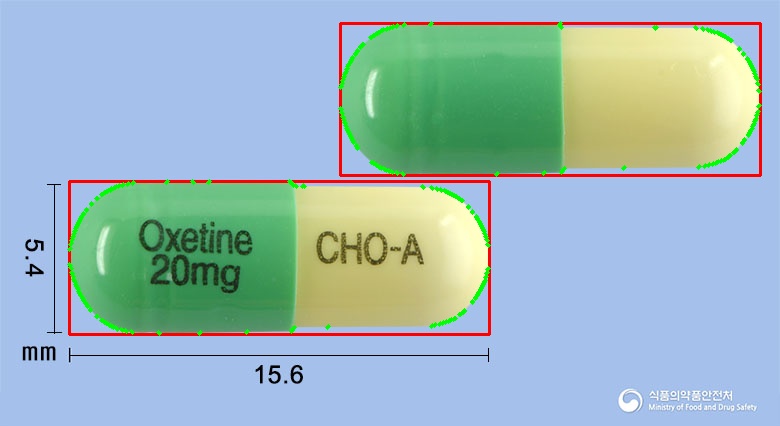 Oxetine
20mg
CHO-A
5.4
mm
15.6
식품의약품안전처
Ministry of Food and Drug Safety